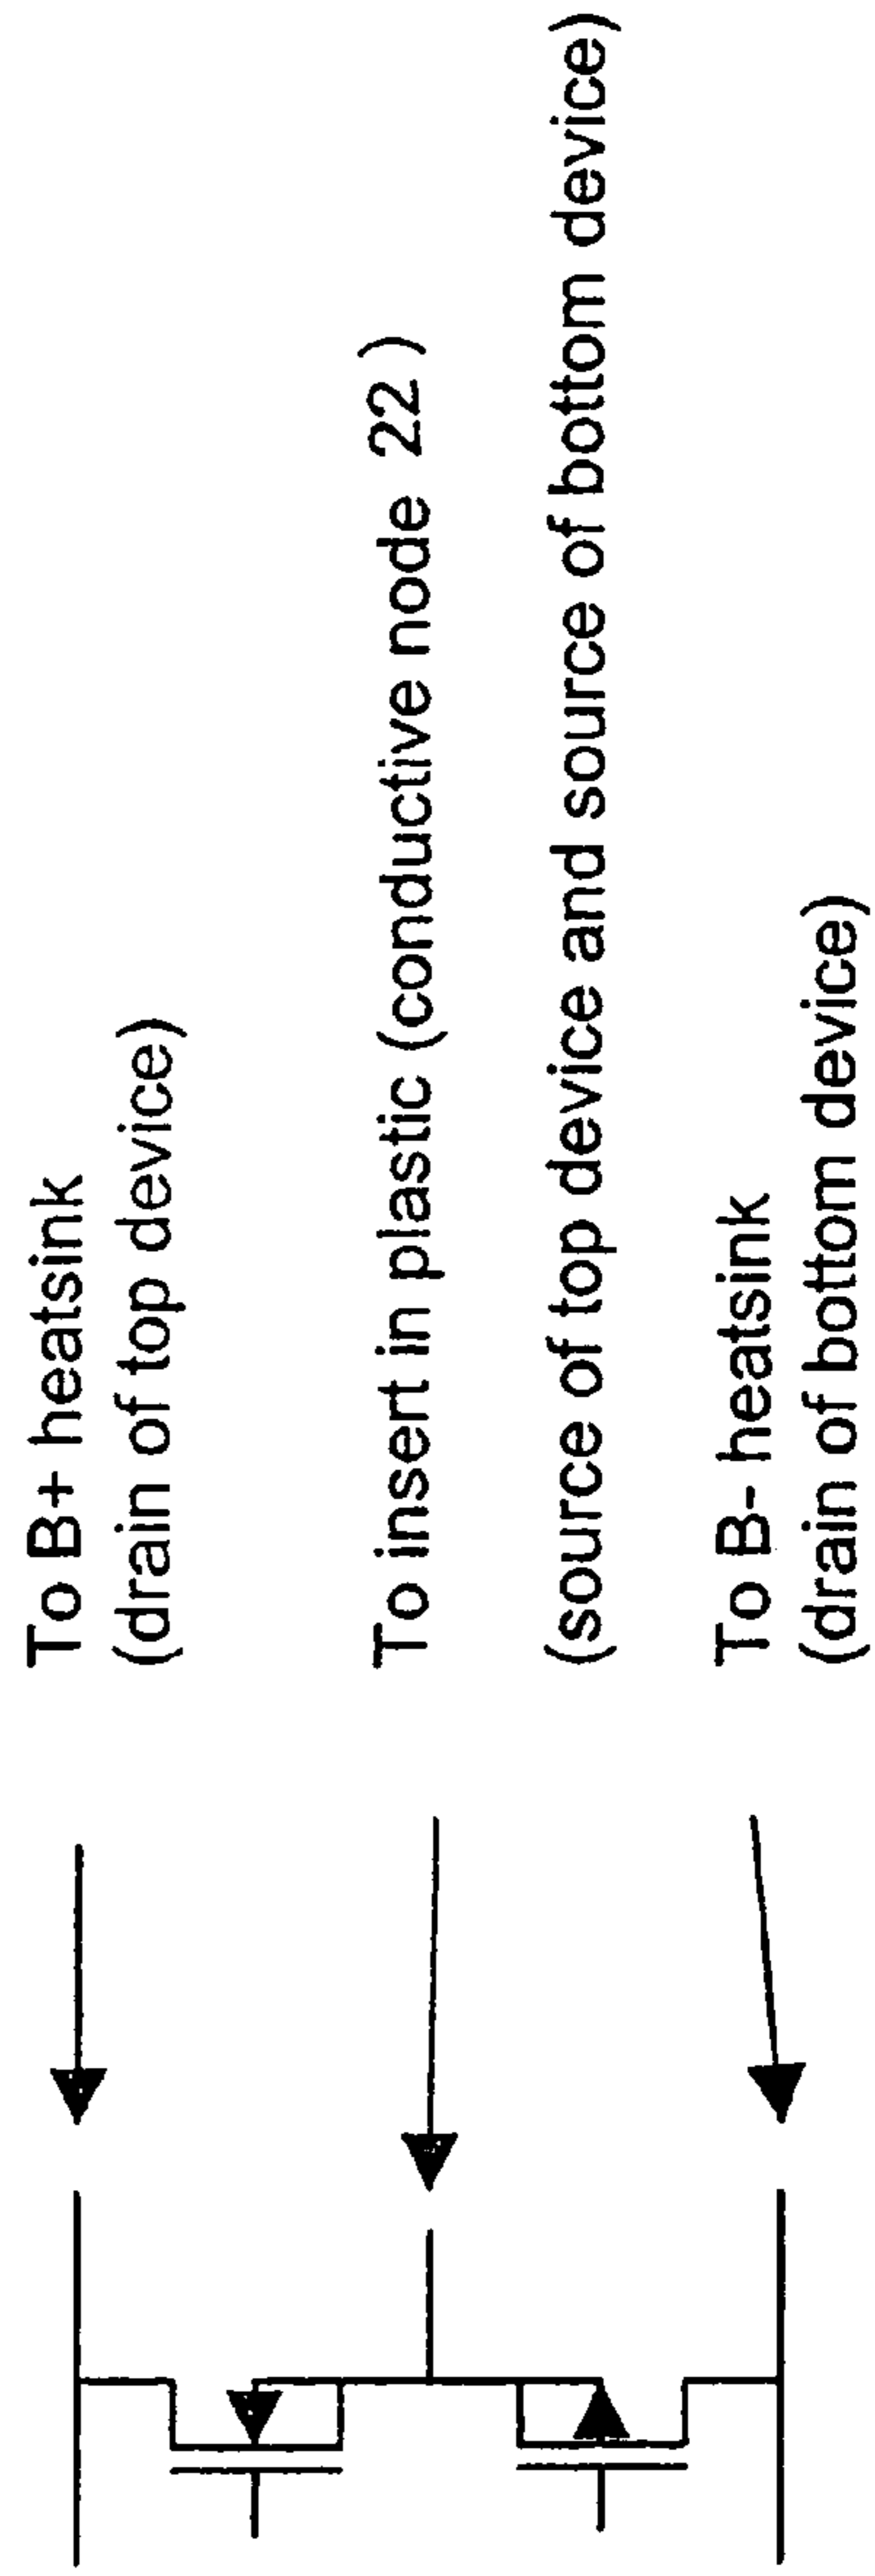 To B+ heatsink
(drain of top device)
To insert in plastic (conductive node 22 )
(source of top device and source of bottom device)
To B- heatsink
(drain of bottom device)